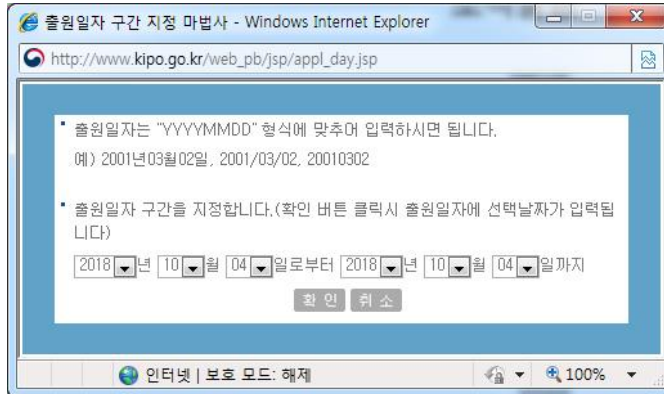 출원일자 구간 지정 마법사 - Windows Internet Explorer
http://www.kipo.go.kr/web_pb/jsp/appl_day.jsp
출원일자는 "YYYYMMDD" 형식에 맞추어 입력하시면 됩니다.
예) 2001년03월02일, 2001/03/02, 20010302
출원일자 구간을 지정합니다.(확인 버튼 클릭시 출원일자에 선택날짜가 입력됩
니다)
2018 년 10 월 04 일로부터 2018 년 10 월 04 일까지
확 인 취 소
인터넷 | 보호 모드: 해제 100%